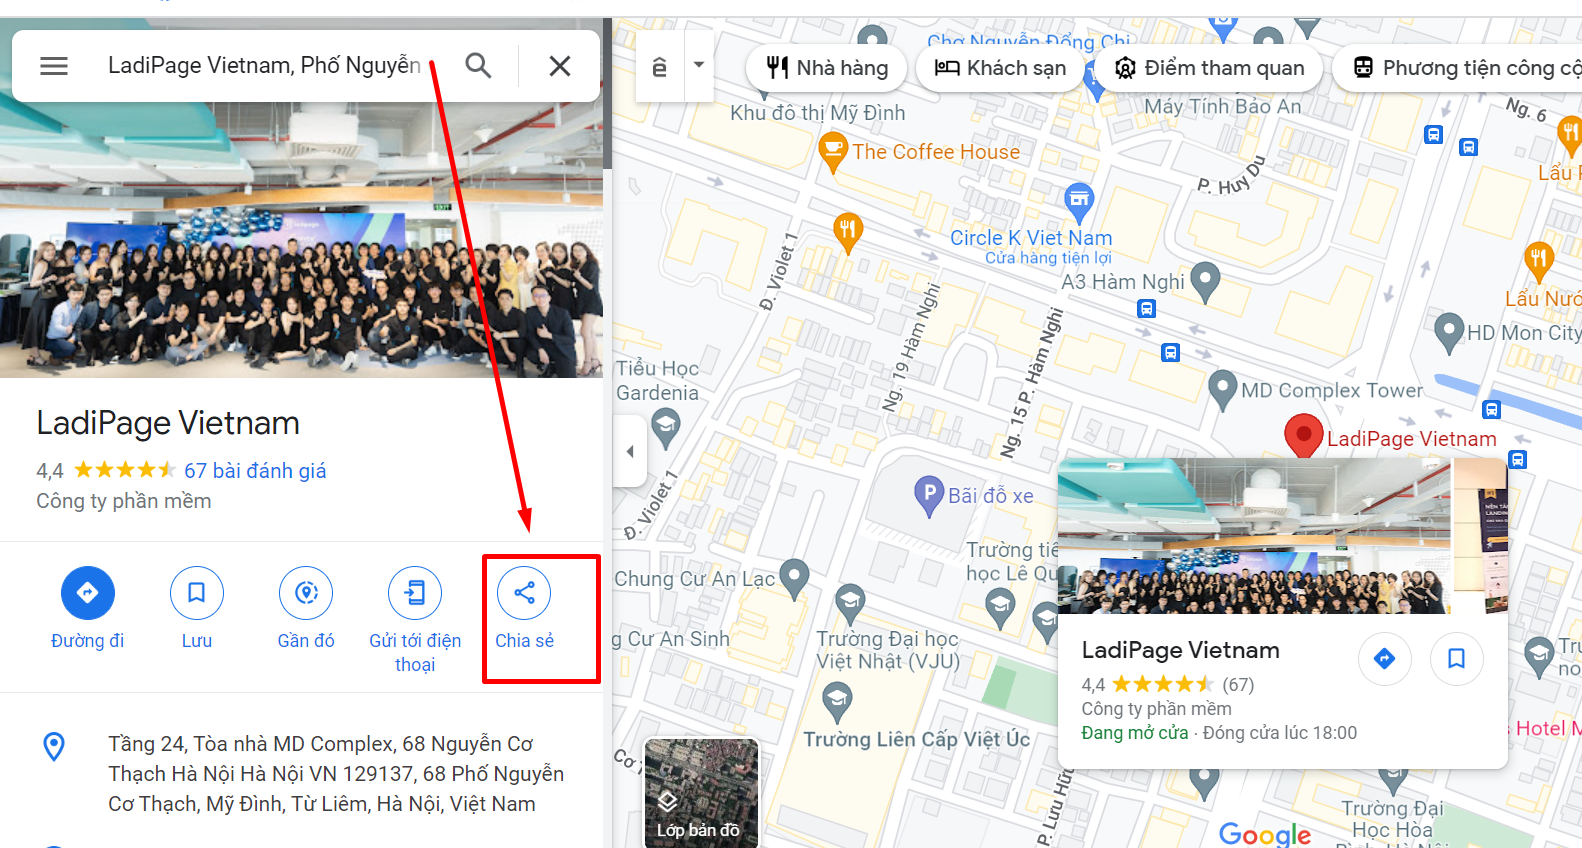 LadiPage Vietnam, Phố Nguyễn
LadiPage Vietnam
4,4
67 bài đánh giá
Công ty phần mềm
Đường đi
Lưu
Gần đó
Gửi tới điện
thoại
Chia sẻ
Tầng 24, Tòa nhà MD Complex, 68 Nguyễn Cơ
Thạch Hà Nội Hà Nội VN 129137, 68 Phố Nguyễn
Cơ Thạch, Mỹ Đình, Từ Liêm, Hà Nội, Việt Nam
ê
Nhà hàng
Khách sạn
Điểm tham quan
Phương tiện công cộ
Chợ Nguyễn Đổng Chi
Khu đô thị Mỹ Đình
Máy Tính Bảo An
Ng. 6
The Coffee House
P. Huy Du
Lẩu
Circle K Viet Nam
Cửa hàng tiện lợi
Đ. Violet 1
A3 Hàm Nghi
Lẩu Nướ
Ng. 19 Hàm Nghi
Ng. 15 P. Hàm Nghi
HD Mon City
Tiểu Học
Gardenia
MD Complex Tower
LadiPage Vietnam
P
Bãi đỗ xe
Đ. Violet 1
Trường tiể
học Lê Qu
Chung Cư An Lạc
g Cư An Sinh
Trường Đại học
Việt Nhật (VJU)
Trường Liên Cấp Việt Úc
LadiPage Vietnam
4,4
(67)
Công ty phần mềm
Đang mở cửa · Đóng cửa lúc 18:00
Tru
no
s Hotel M
Lớp bản đồ
P. Lưu Hữu
Google
Trường Đại
Học Hòa
Bình- Hà Nội